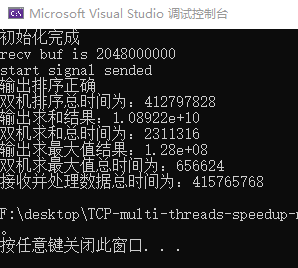 Microsoft Visual Studio 调试控制台
初始化完成
recv buf is 2048000000
start signal sended
输出排序正确
双机排序总时间为：412797828
输出求和结果：1.08922e+10
双机求和总时间为：2311316
输出求最大结果为：1.28e+08
双机求最大值总时间为：656624
接收并处理数据总时间为：415765768
F:\desktop\TCP-multi-threads-speedup-
。
按任意键关闭此窗口. . .